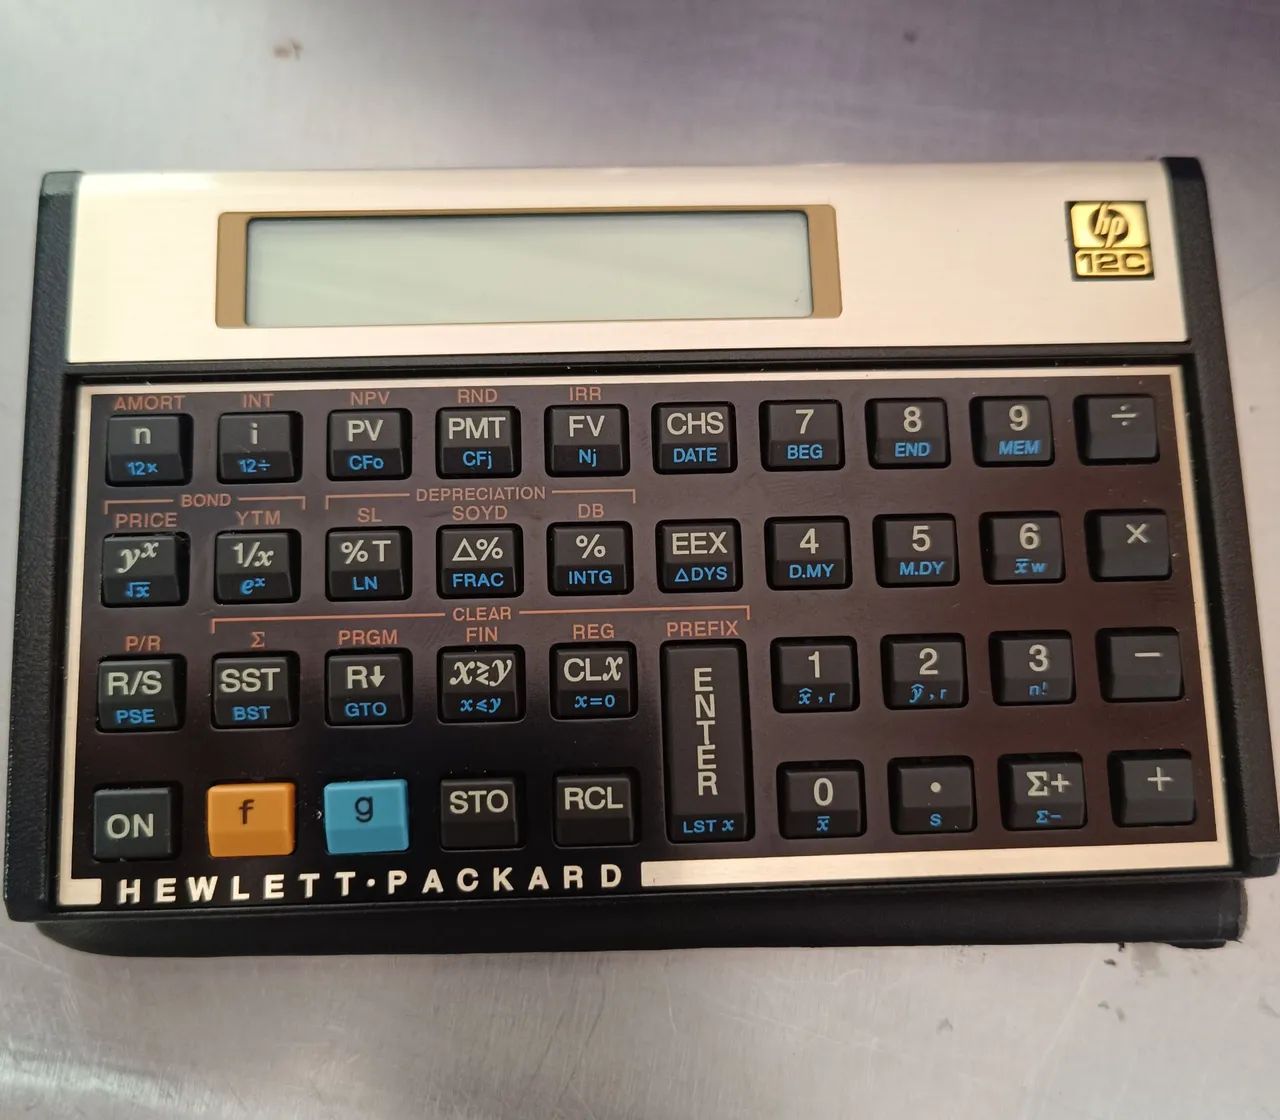 hp
12C
AMORT INT NPV RND IRR
n i PV PMT FV CHS 7 8 9 ÷
12× 12÷ CFo CFj Nj DATE BEG END MEM
BOND DEPRECIATION
PRICE YTM SL SOYD DB
yˣ 1/x %T Δ% % EEX 4 5 6 ×
√x eˣ LN FRAC INTG ΔDYS D.MY M.DY x̄w
CLEAR
P/R Σ PRGM FIN REG PREFIX
R/S SST R↓ x≷y CLx ENTER 1 2 3 −
PSE BST GTO x≤y x=0 x̂,r ŷ,r n!
ON f g STO RCL 0 . Σ+ +
LST x x̄ s Σ−
HEWLETT·PACKARD